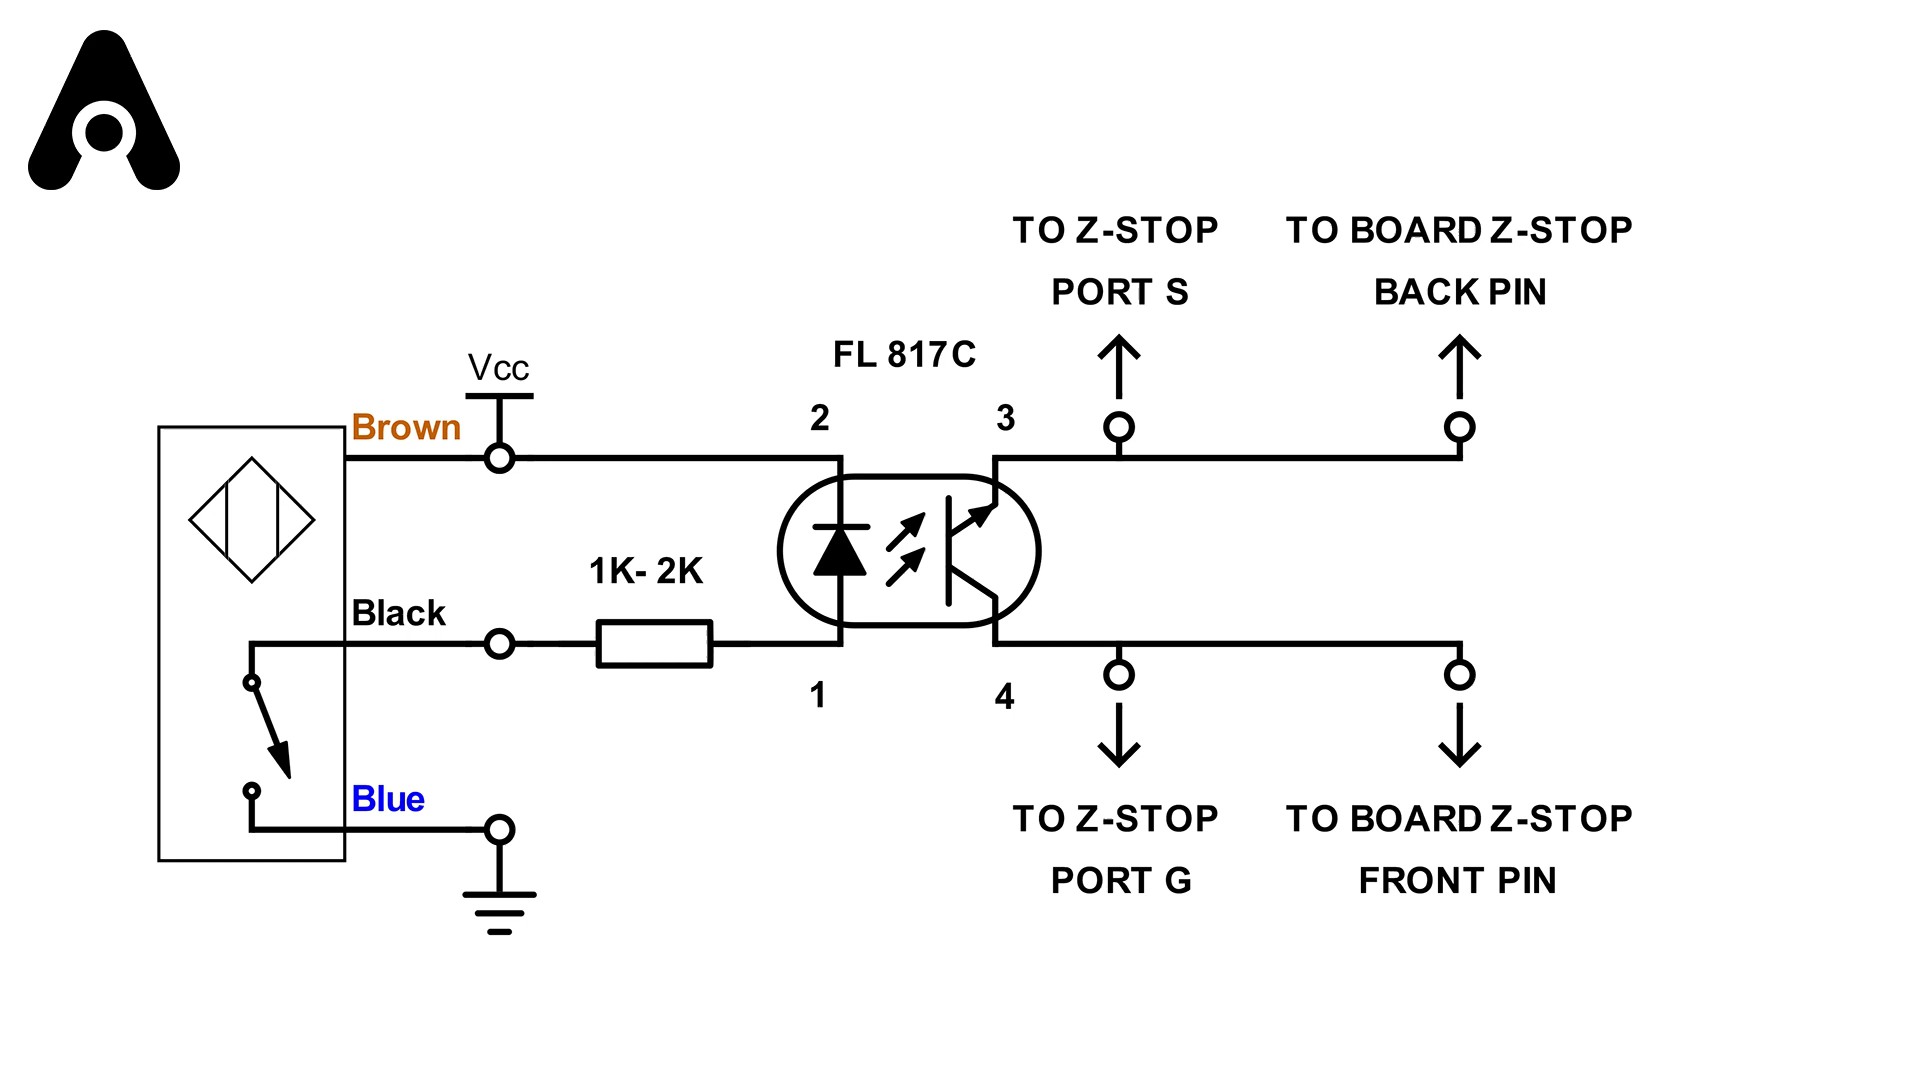 TO Z-STOP
PORT S
TO BOARD Z-STOP
BACK PIN
FL 817C
Vcc
Brown
2
3
1K- 2K
Black
1
4
Blue
TO Z-STOP
PORT G
TO BOARD Z-STOP
FRONT PIN